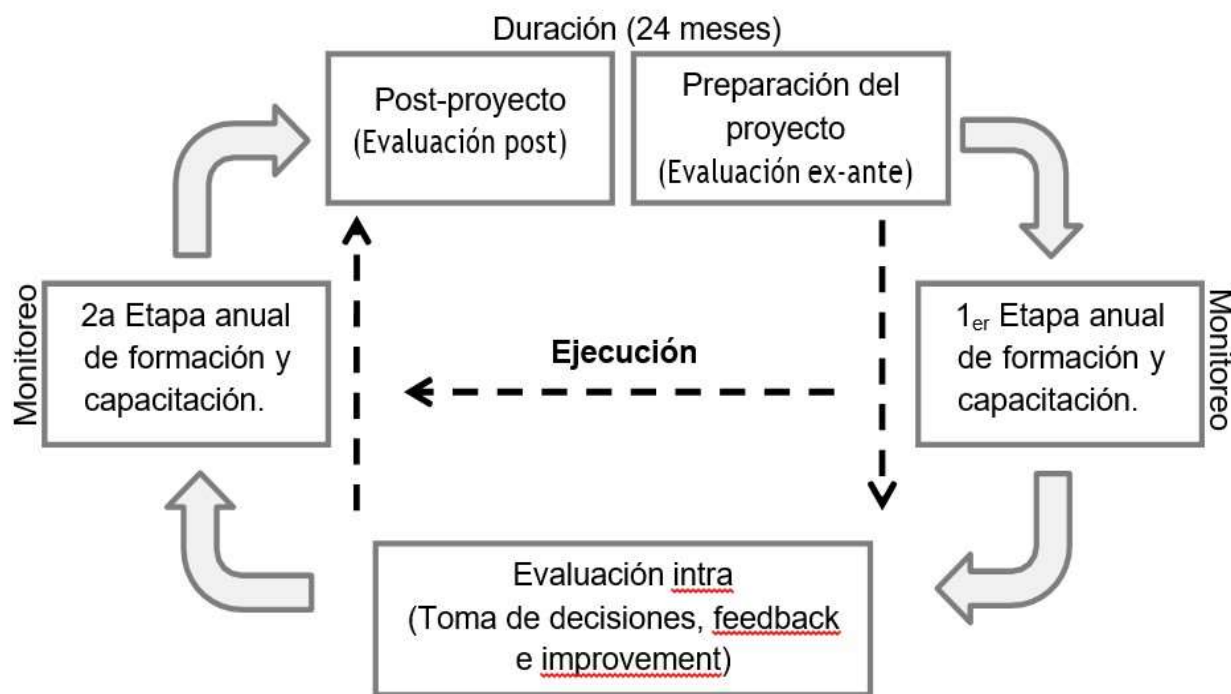 Duración (24 meses)
Post-proyecto
(Evaluación post)
Preparación del
proyecto
(Evaluación ex-ante)
Monitoreo
2a Etapa anual
de formación y
capacitación.
Ejecución
1er Etapa anual
de formación y
capacitación.
Monitoreo
Evaluación intra
(Toma de decisiones, feedback
e improvement)